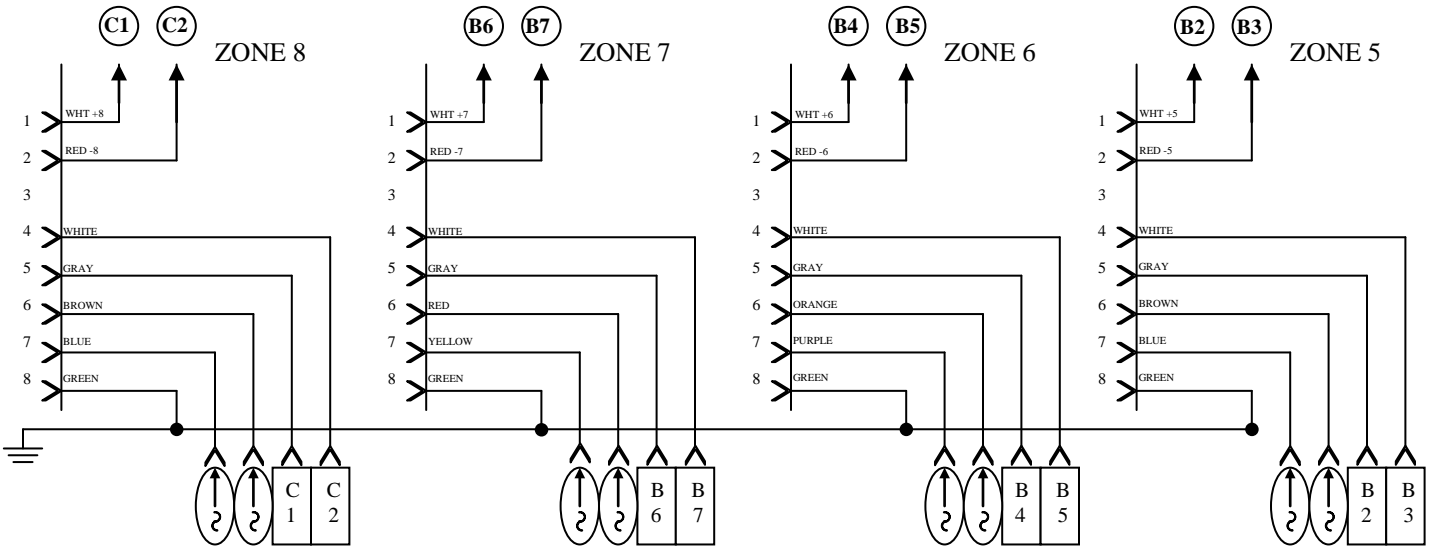 C1 C2 ZONE 8
1 WHT +8
2 RED -8
3
4 WHITE
5 GRAY
6 BROWN
7 BLUE
8 GREEN
C 1
C 2
B6 B7 ZONE 7
1 WHT +7
2 RED -7
3
4 WHITE
5 GRAY
6 RED
7 YELLOW
8 GREEN
B 6
B 7
B4 B5 ZONE 6
1 WHT +6
2 RED -6
3
4 WHITE
5 GRAY
6 ORANGE
7 PURPLE
8 GREEN
B 4
B 5
B2 B3 ZONE 5
1 WHT +5
2 RED -5
3
4 WHITE
5 GRAY
6 BROWN
7 BLUE
8 GREEN
B 2
B 3